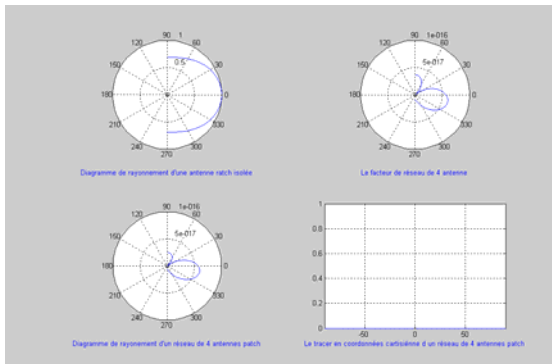 90 1
120 60
0.5
150 30
180 0
210 330
240 300
270
Diagramme de rayonnement d'une antenne ratch isolée
90 1e-016
120 60
5e-017
150 30
180 0
210 330
240 300
270
Le facteur de réseau de 4 antenne
90 1e-016
120 60
5e-017
150 30
180 0
210 330
240 300
270
Diagramme de rayonement d'un réseau de 4 antennes patch
1
0.8
0.6
0.4
0.2
0
-50 0 50
Le tracer en coordonnées cartisiénne d un réseau de 4 antennes patch